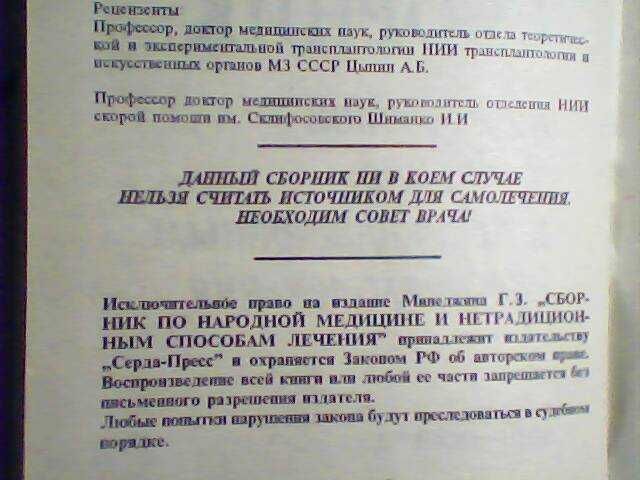 Рецензенты
Профессор, доктор медицинских наук, руководитель отдела теоретичес-
кой и экспериментальной трансплантологии НИИ трансплантологии и
искусственных органов МЗ СССР Цыпин А.Б.
Профессор доктор медицинских наук, руководитель отделения НИИ
скорой помощи им. Склифосовского Шиманко И.И
ДАННЫЙ СБОРНИК НИ В КОЕМ СЛУЧАЕ
НЕЛЬЗЯ СЧИТАТЬ ИСТОЧНИКОМ ДЛЯ САМОЛЕЧЕНИЯ.
НЕОБХОДИМ СОВЕТ ВРАЧА!
Исключительное право на издание Минеджяна Г.З. „СБОР-
НИК ПО НАРОДНОЙ МЕДИЦИНЕ И НЕТРАДИЦИОН-
НЫМ СПОСОБАМ ЛЕЧЕНИЯ” принадлежит издательству
„Серда-Пресс” и охраняется Законом РФ об авторском праве.
Воспроизведение всей книги или любой ее части запрещается без
письменного разрешения издателя.
Любые попытки нарушения закона будут преследоваться в судебном
порядке.